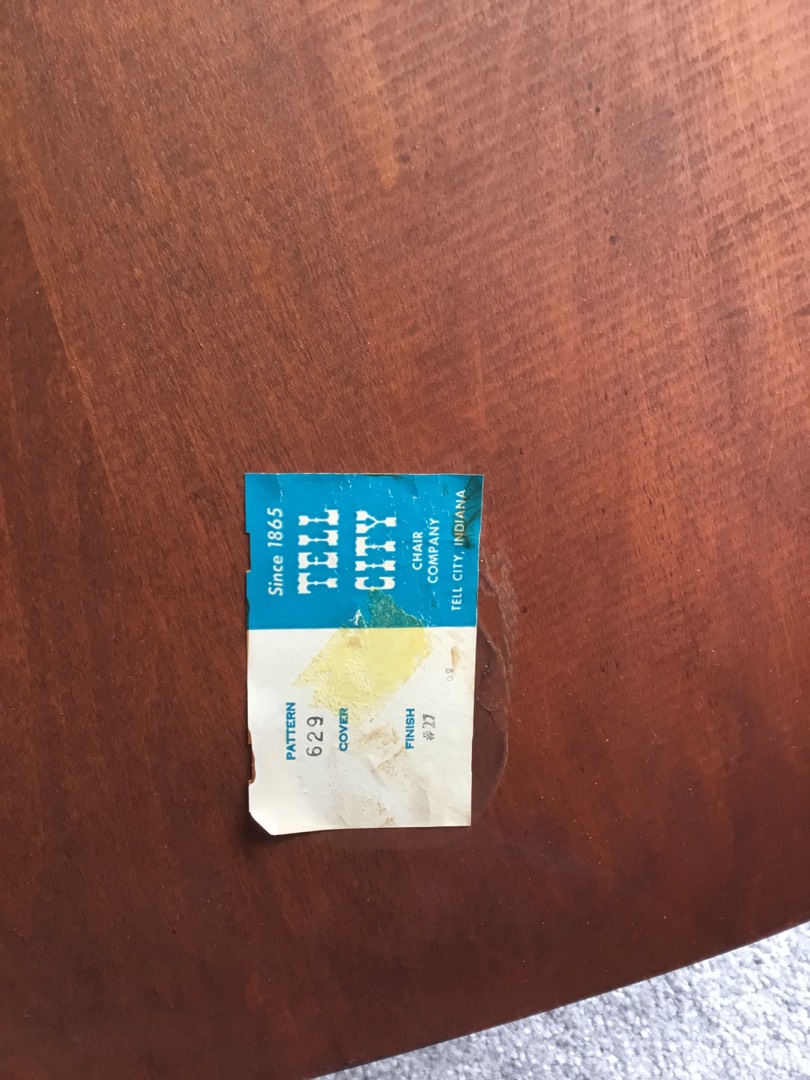 Since 1865
TELL
CITY
CHAIR
COMPANY
TELL CITY, INDIANA
PATTERN
629
COVER
FINISH
#27